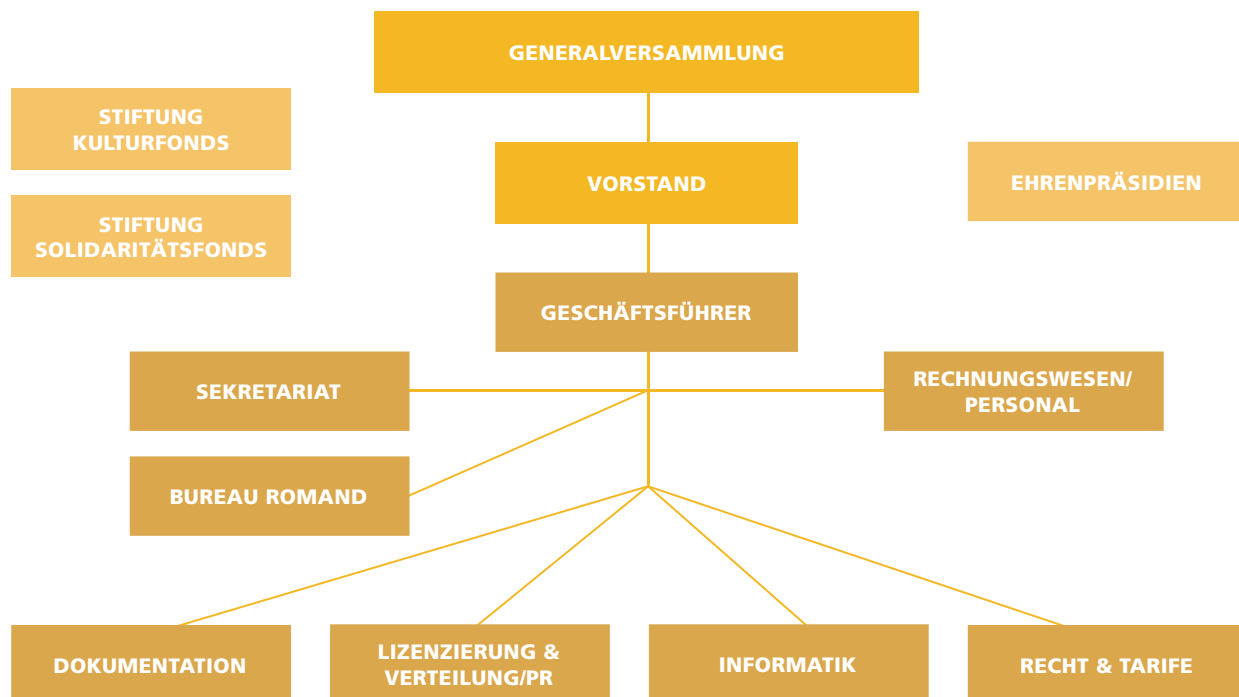 GENERALVERSAMMLUNG
STIFTUNG
KULTURFONDS
VORSTAND
EHRENPRÄSIDIEN
STIFTUNG
SOLIDARITÄTSFONDS
GESCHÄFTSFÜHRER
SEKRETARIAT
RECHNUNGSWESEN/
PERSONAL
BUREAU ROMAND
DOKUMENTATION
LIZENZIERUNG &
VERTEILUNG/PR
INFORMATIK
RECHT & TARIFE